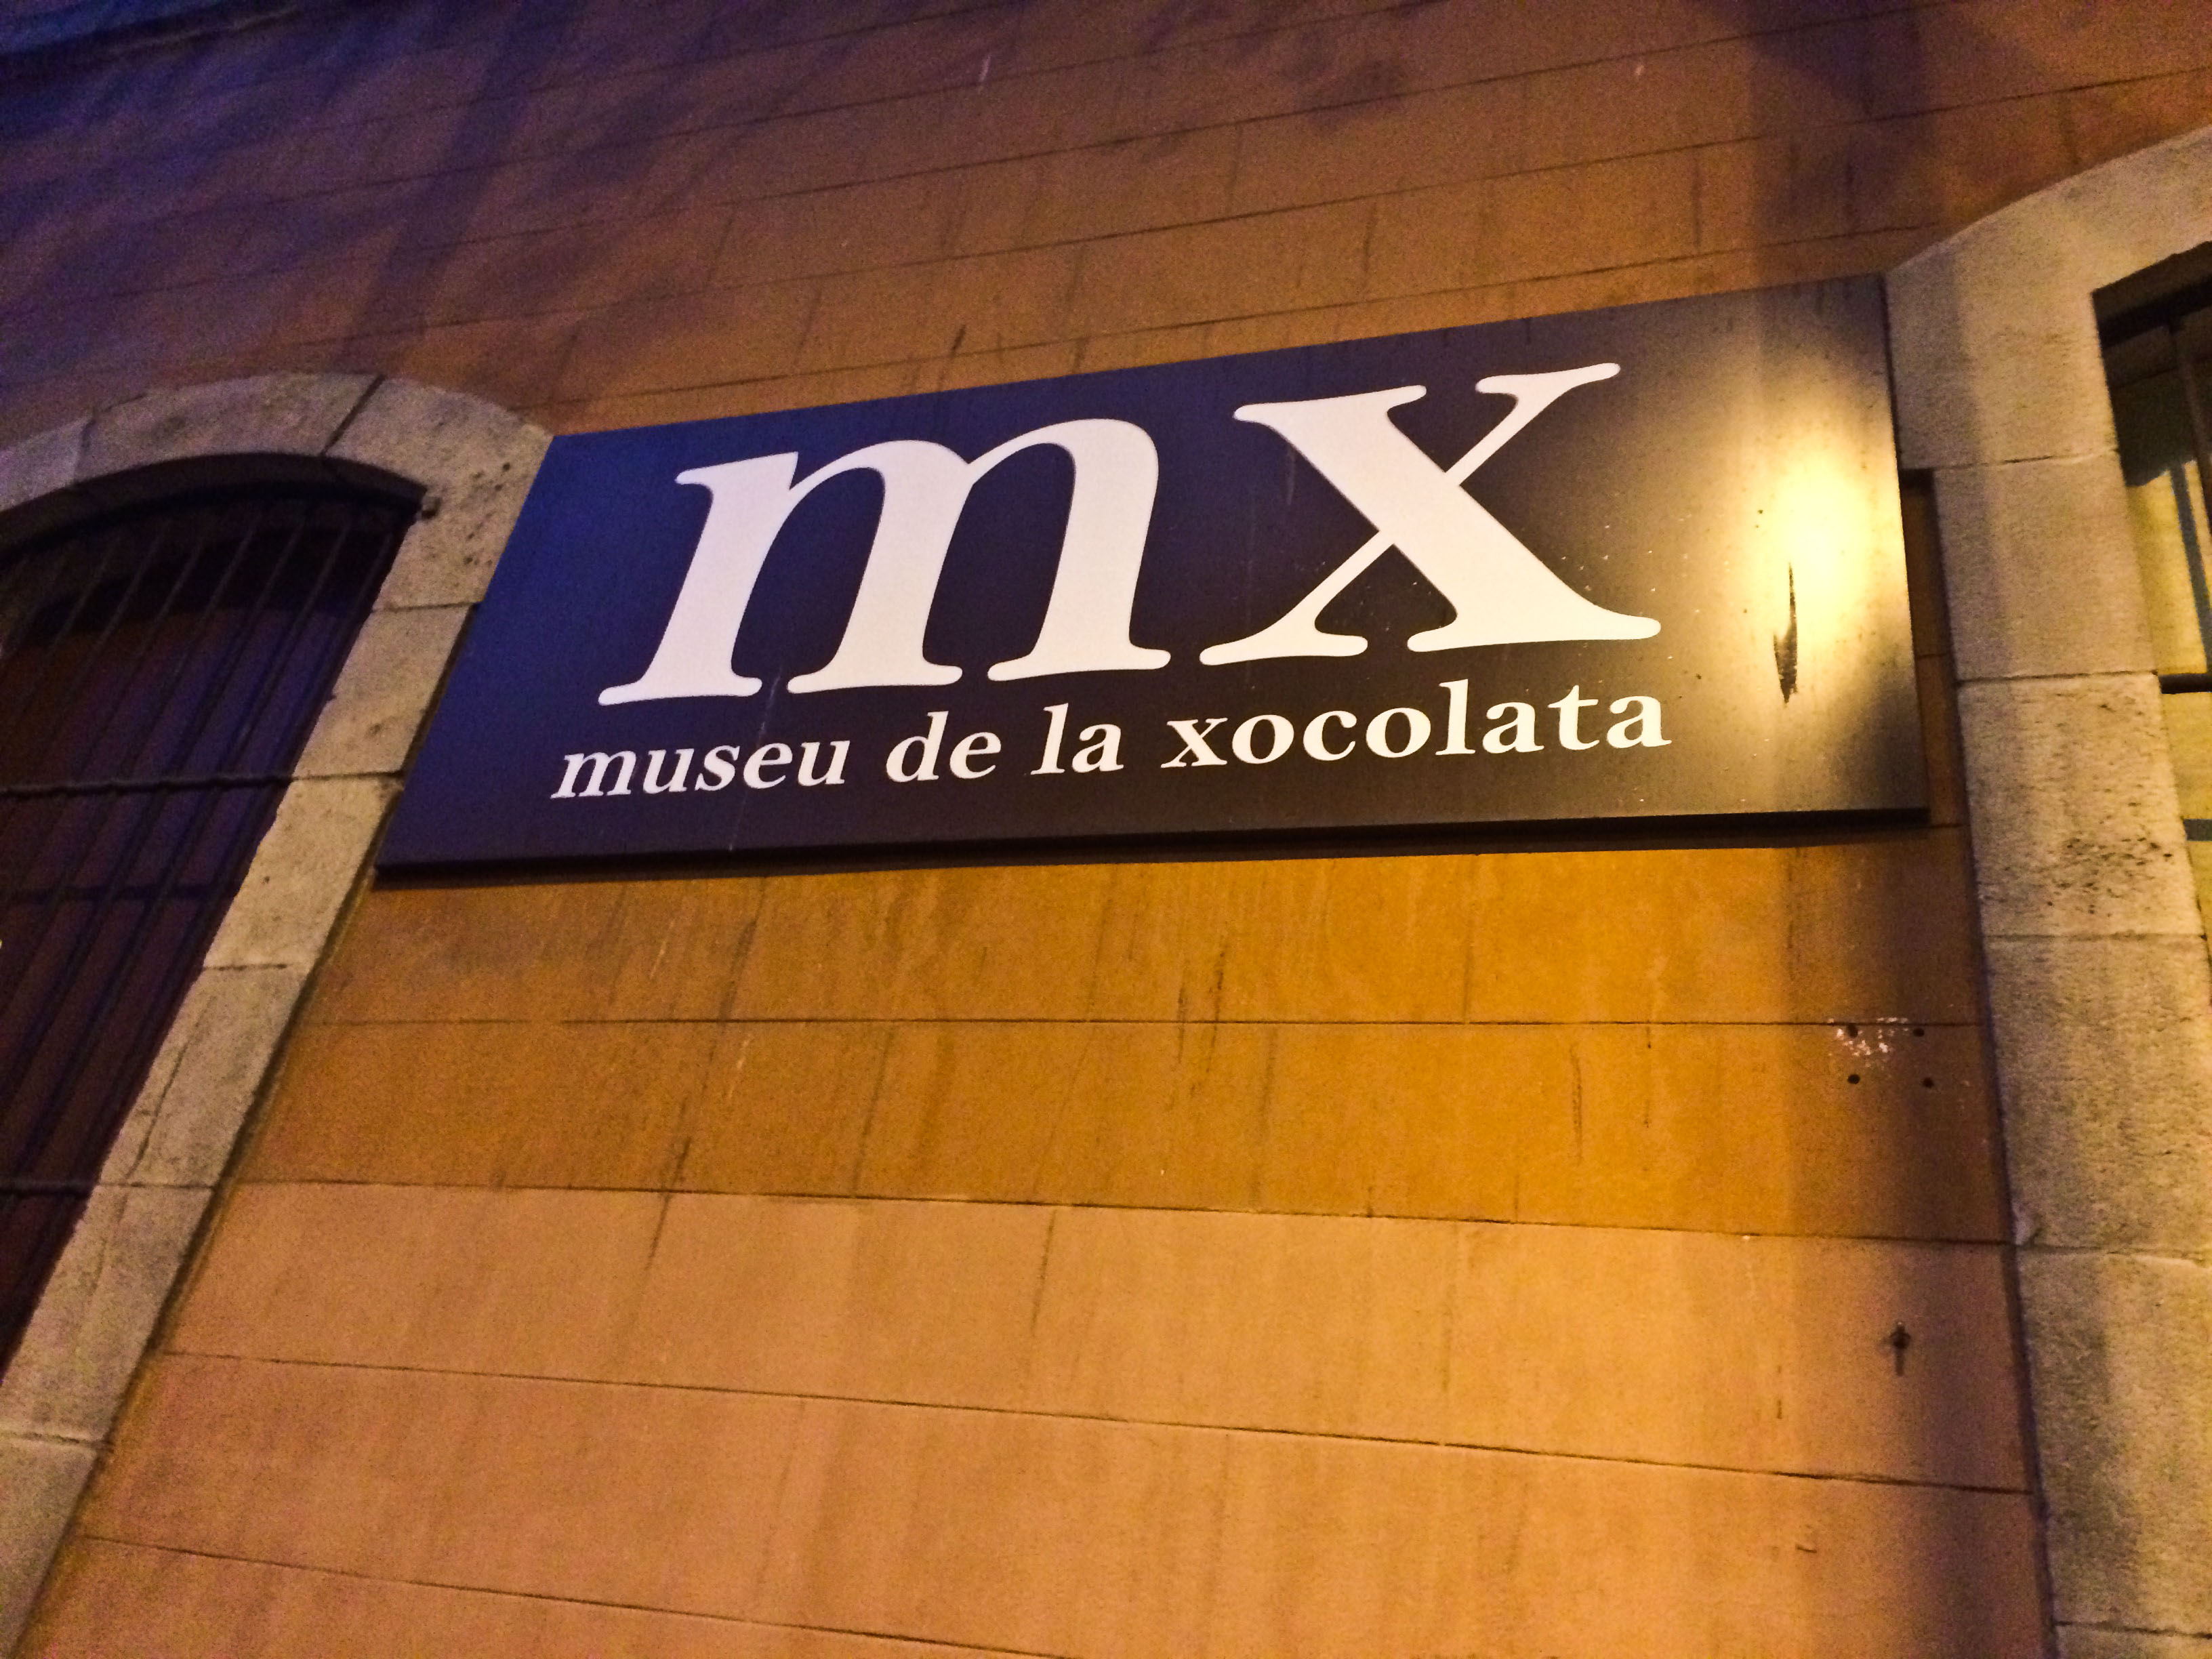 mx
museu de la xocolata